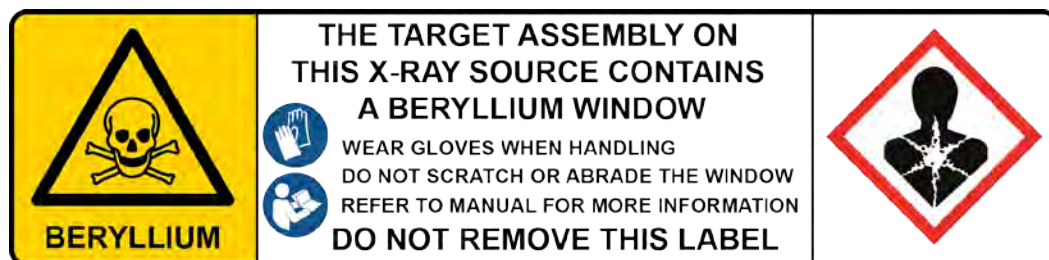 BERYLLIUM
THE TARGET ASSEMBLY ON
THIS X-RAY SOURCE CONTAINS
A BERYLLIUM WINDOW
WEAR GLOVES WHEN HANDLING
DO NOT SCRATCH OR ABRADE THE WINDOW
REFER TO MANUAL FOR MORE INFORMATION
DO NOT REMOVE THIS LABEL